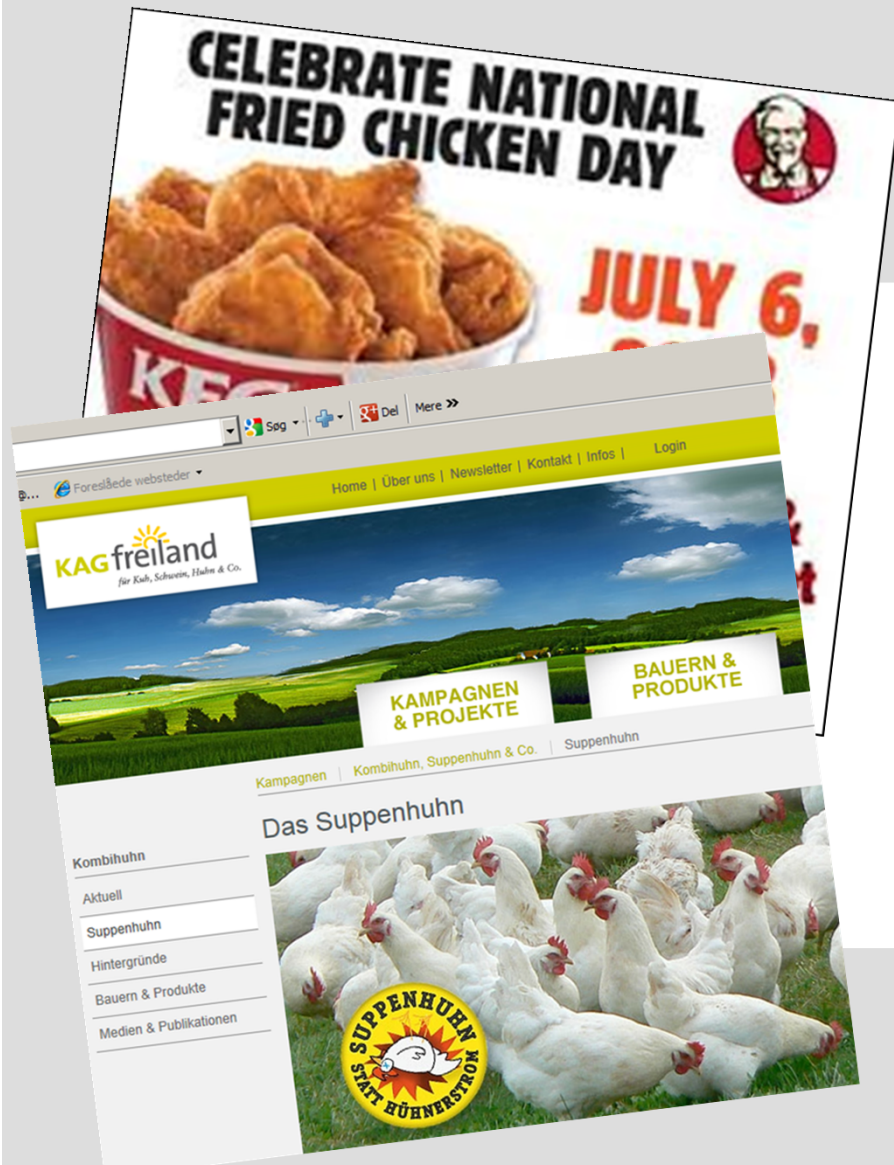 CELEBRATE NATIONAL
FRIED CHICKEN DAY
JULY 6,
KFC
&
Søg
Del
Mere
Foreslåede websteder
Home | Über uns | Newsletter | Kontakt | Infos | Login
KAGfreiland
für Kuh, Schwein, Huhn & Co.
KAMPAGNEN
& PROJEKTE
BAUERN &
PRODUKTE
Kampagnen | Kombihuhn, Suppenhuhn & Co. | Suppenhuhn
Das Suppenhuhn
Kombihuhn
Aktuell
Suppenhuhn
Hintergründe
Bauern & Produkte
Medien & Publikationen
SUPPENHUHN
STATT HÜHNERSTROM